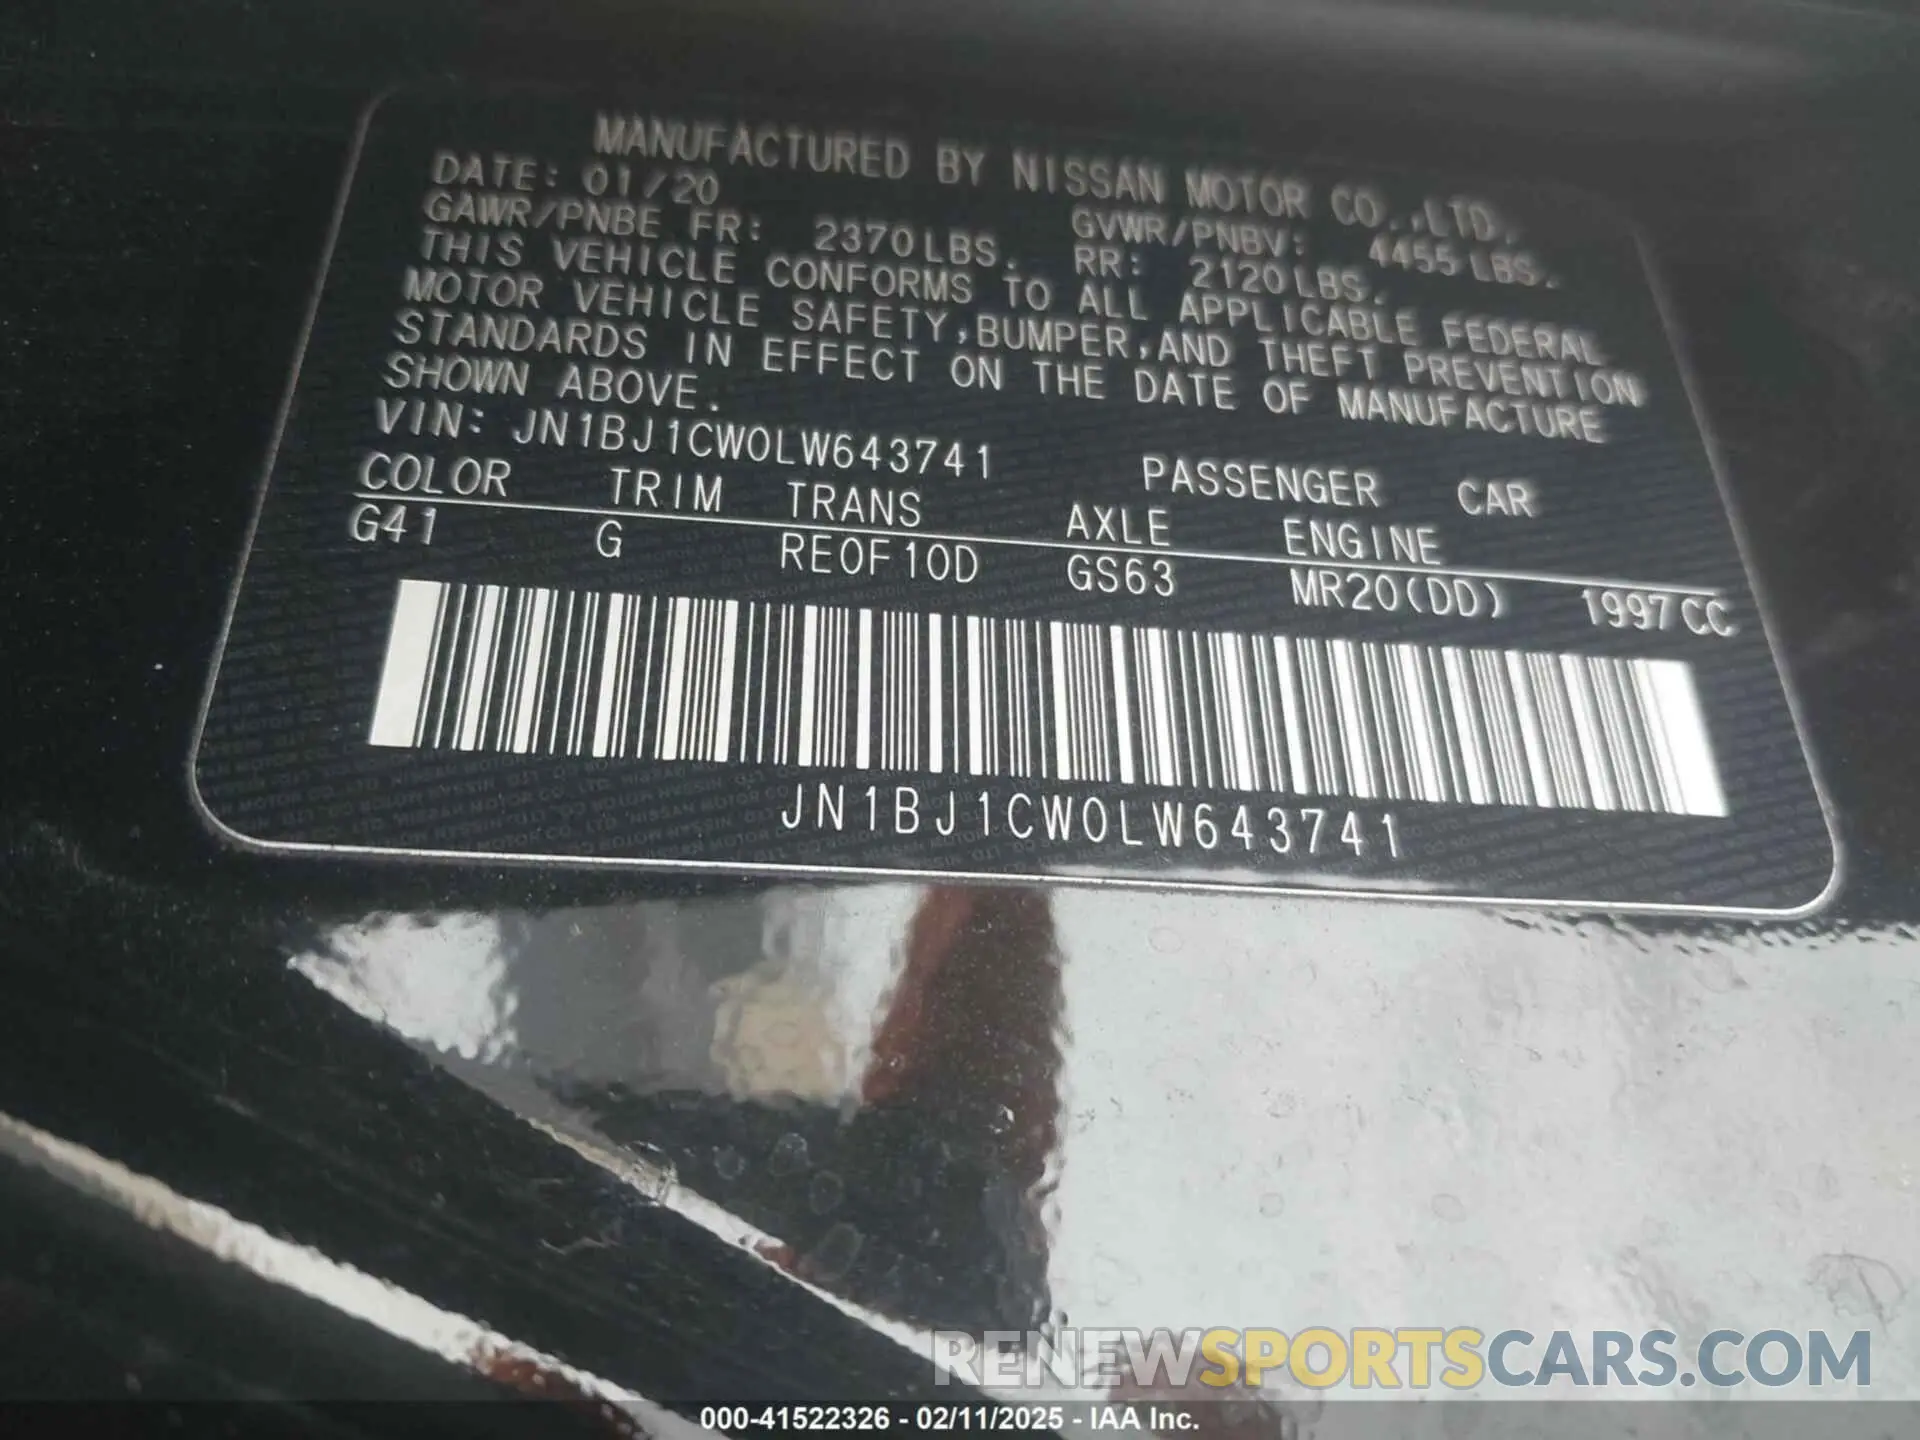 MANUFACTURED BY NISSAN MOTOR CO.,LTD.
DATE: 01/20 GVWR/PNBV: 4455LBS.
GAWR/PNBE FR: 2370LBS. RR: 2120LBS.
THIS VEHICLE CONFORMS TO ALL APPLICABLE FEDERAL
MOTOR VEHICLE SAFETY,BUMPER,AND THEFT PREVENTION
STANDARDS IN EFFECT ON THE DATE OF MANUFACTURE
SHOWN ABOVE.
VIN: JN1BJ1CW0LW643741 PASSENGER CAR
COLOR TRIM TRANS AXLE ENGINE
G41 G RE0F10D GS63 MR20(DD) 1997CC
JN1BJ1CW0LW643741
RENEWSPORTSCARS.COM
000-41522326 - 02/11/2025 - IAA Inc.